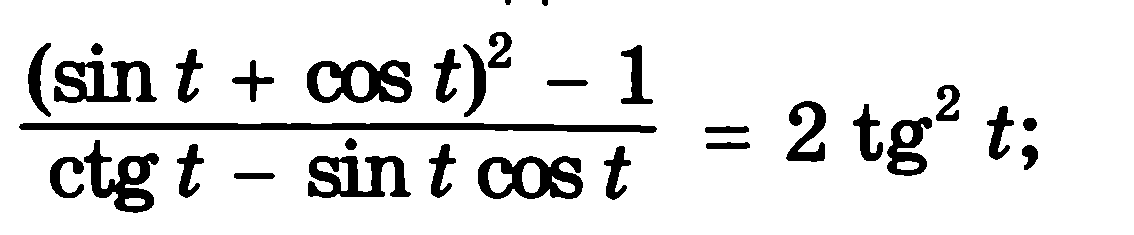 (sin t + cos t)² − 1
ctg t − sin t cos t
= 2 tg² t;